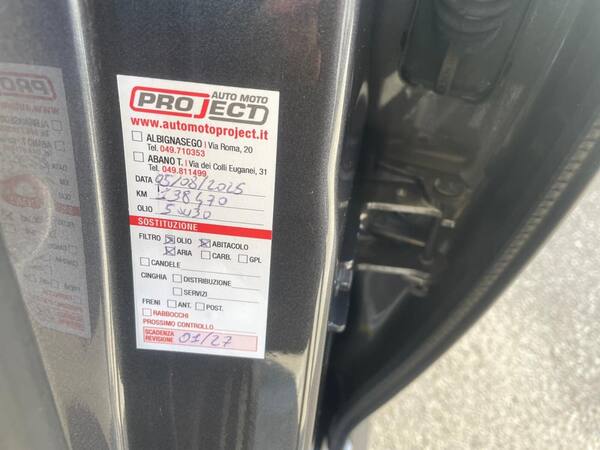 AUTO MOTO
PROJECT
www.automotoproject.it
ALBIGNASEGO | Via Roma, 20
Tel. 049.710353
ABANO T. | Via dei Colli Euganei, 31
Tel. 049.811499
DATA 05/08/2025
KM 238470
OLIO 5W30
SOSTITUZIONE
FILTRO OLIO ABITACOLO
ARIA CARB. GPL
CANDELE
CINGHIA DISTRIBUZIONE
SERVIZI
FRENI ANT. POST.
RABBOCCHI
PROSSIMO CONTROLLO
SCADENZA
REVISIONE 01/27